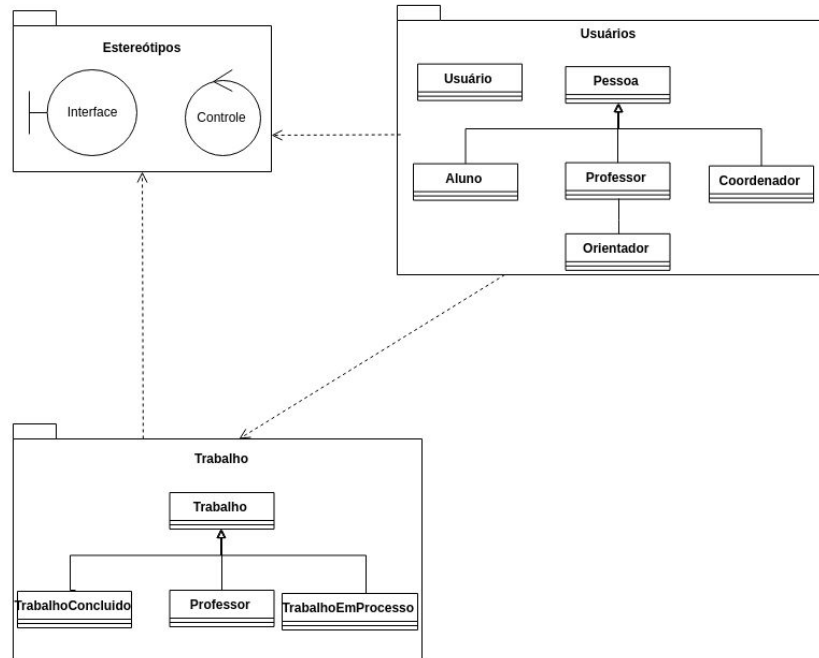 Estereótipos
Interface
Controle
Usuários
Usuário
Pessoa
Aluno
Professor
Coordenador
Orientador
Trabalho
Trabalho
TrabalhoConcluido
Professor
TrabalhoEmProcesso